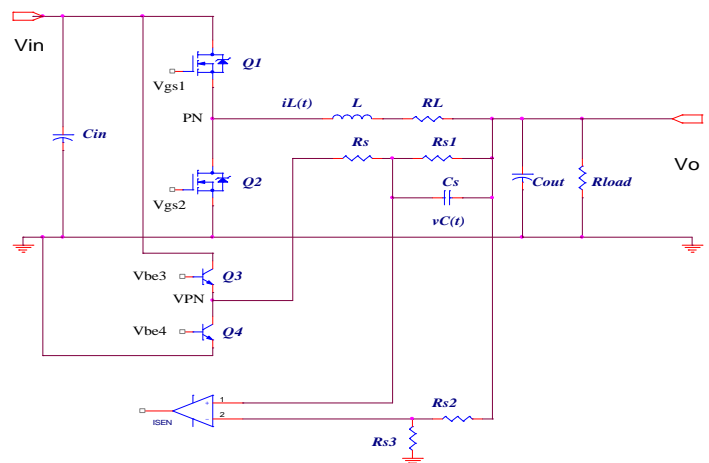 Vin
Q1
Vgs1
iL(t)
L
RL
PN
Cin
Rs
Rs1
Q2
Vgs2
Cs
vC(t)
Cout
Rload
Vo
Vbe3
Q3
VPN
Vbe4
Q4
+
1
-
2
ISEN
Rs2
Rs3